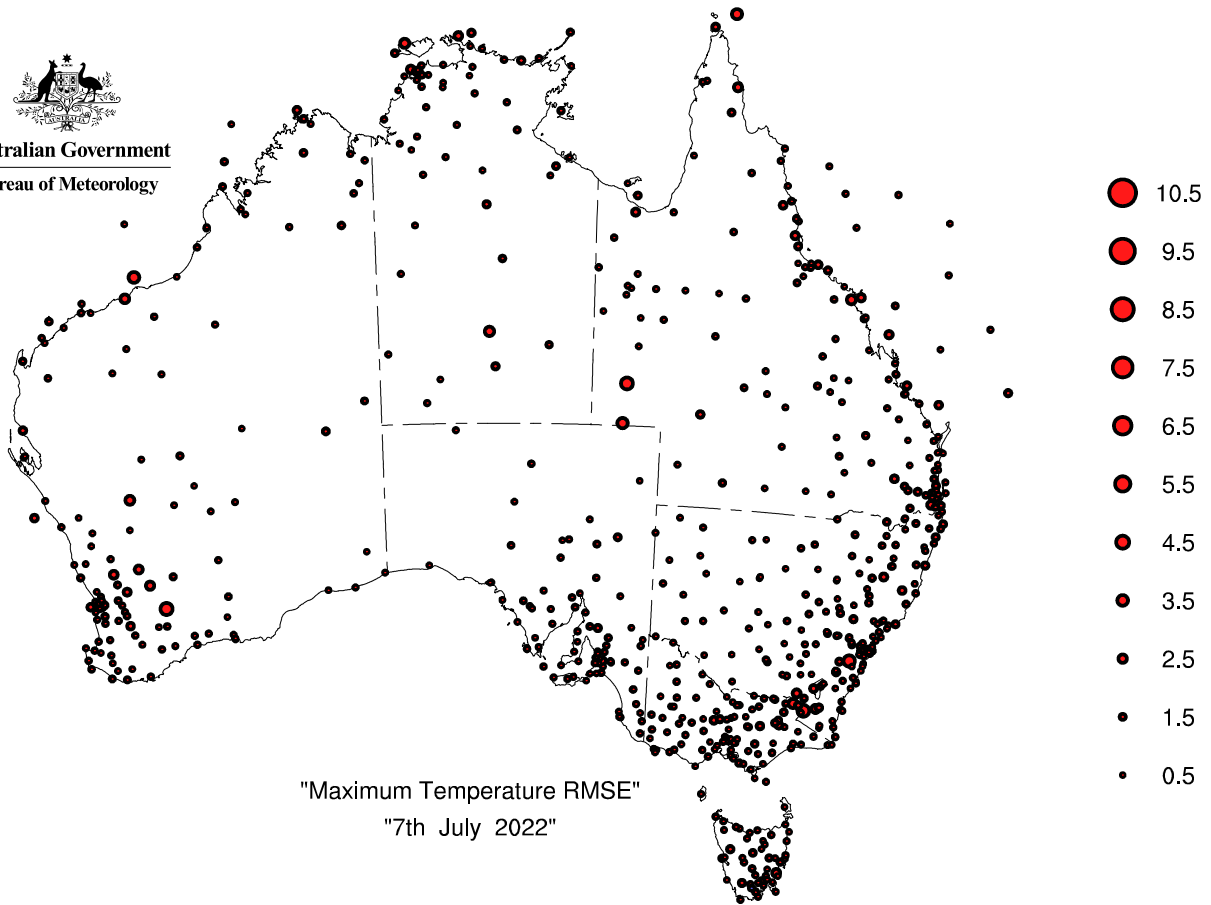 AUSTRALIA
tralian Government
reau of Meteorology
10.5
9.5
8.5
7.5
6.5
5.5
4.5
3.5
2.5
1.5
0.5
"Maximum Temperature RMSE"
"7th July 2022"